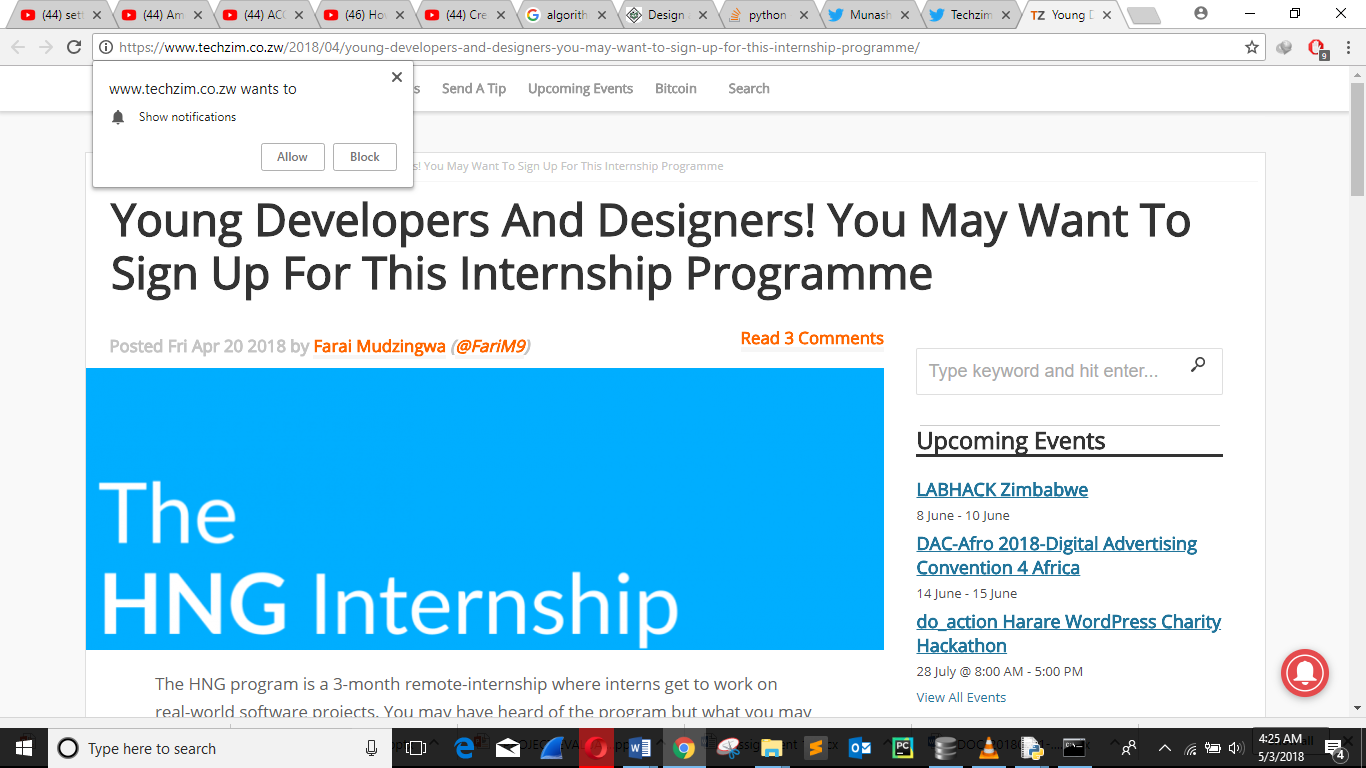 (44) sett
(44) Am
(44) ACC
(46) Ho
(44) Cre
algorith
Design
python
Munash
Techzim
TZ Young D
https://www.techzim.co.zw/2018/04/young-developers-and-designers-you-may-want-to-sign-up-for-this-internship-programme/
9
www.techzim.co.zw wants to
Show notifications
Allow
Block
s Send A Tip Upcoming Events Bitcoin Search
s! You May Want To Sign Up For This Internship Programme
Young Developers And Designers! You May Want To
Sign Up For This Internship Programme
Posted Fri Apr 20 2018 by Farai Mudzingwa (@FariM9)
Read 3 Comments
The
HNG Internship
The HNG program is a 3-month remote-internship where interns get to work on
real-world software projects. You may have heard of the program but what you may
Type keyword and hit enter...
Upcoming Events
LABHACK Zimbabwe
8 June - 10 June
DAC-Afro 2018-Digital Advertising
Convention 4 Africa
14 June - 15 June
do_action Harare WordPress Charity
Hackathon
28 July @ 8:00 AM - 5:00 PM
View All Events
Type here to search
4:25 AM
5/3/2018
4